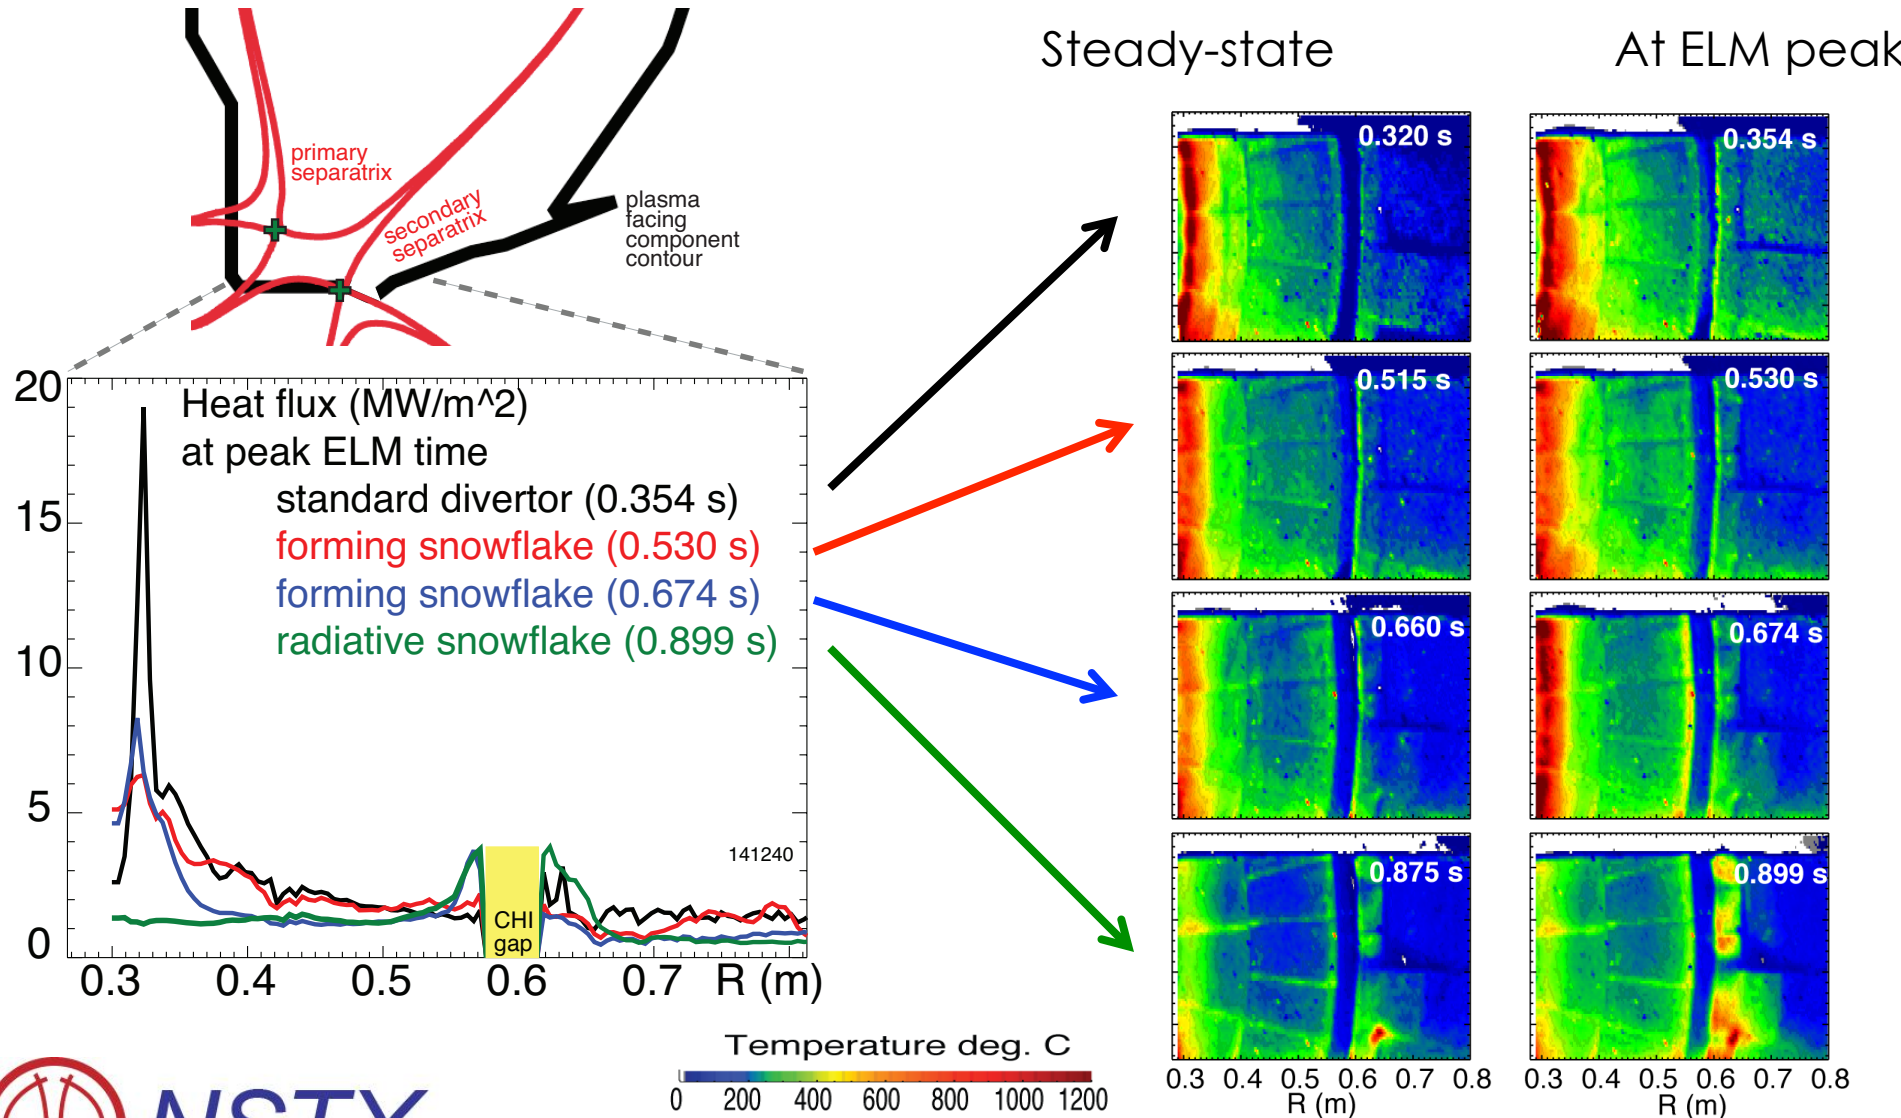 Steady-state
At ELM peak
primary
separatrix
secondary
separatrix
plasma
facing
component
contour
20
15
10
5
0
Heat flux (MW/m^2)
at peak ELM time
standard divertor (0.354 s)
forming snowflake (0.530 s)
forming snowflake (0.674 s)
radiative snowflake (0.899 s)
141240
CHI
gap
0.3 0.4 0.5 0.6 0.7 R (m)
0.320 s
0.354 s
0.515 s
0.530 s
0.660 s
0.674 s
0.875 s
0.899 s
0.3 0.4 0.5 0.6 0.7 0.8
R (m)
0.3 0.4 0.5 0.6 0.7 0.8
R (m)
Temperature deg. C
0 200 400 600 800 1000 1200
NSTX